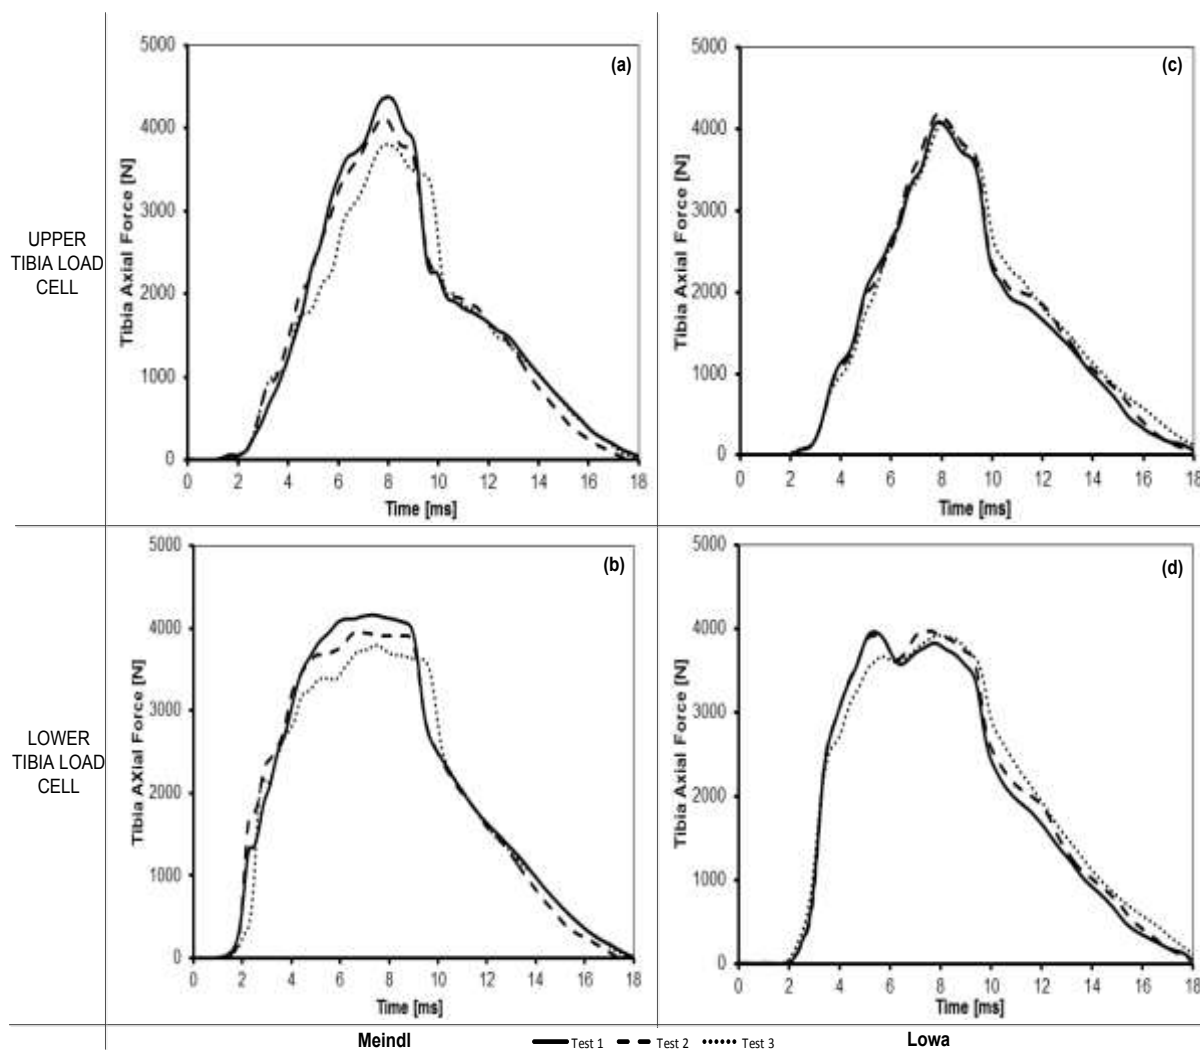 UPPER
TIBIA LOAD
CELL
(a)
Tibia Axial Force [N]
5000
4000
3000
2000
1000
0
0 2 4 6 8 10 12 14 16 18
Time [ms]
(c)
Tibia Axial Force [N]
5000
4000
3000
2000
1000
0
0 2 4 6 8 10 12 14 16 18
Time [ms]
LOWER
TIBIA LOAD
CELL
(b)
Tibia AXial Force [N]
5000
4000
3000
2000
1000
0
0 2 4 6 8 10 12 14 16 18
Time [ms]
(d)
Tibia Axial Force [N]
5000
4000
3000
2000
1000
0
0 2 4 6 8 10 12 14 16 18
Time [ms]
Meindl Test 1 Test 2 Test 3 Lowa